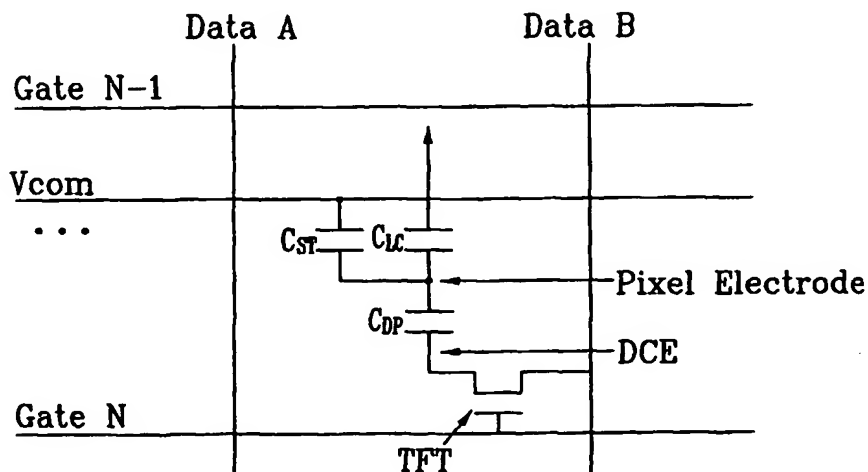 Data A
Data B
Gate N-1
Vcom
...
CST
CLC
Pixel Electrode
CDP
DCE
Gate N
TFT